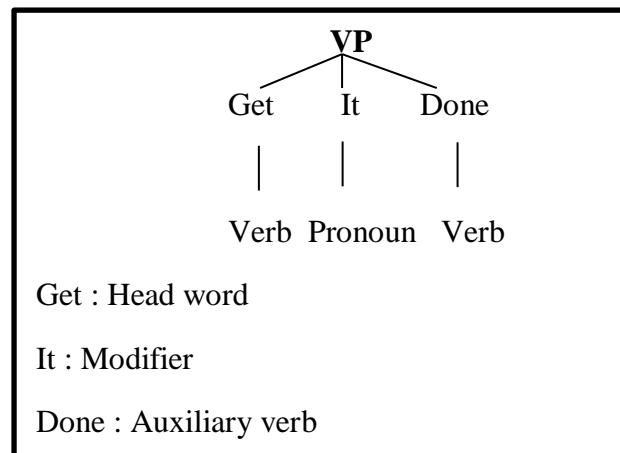 VP
Get It Done
Verb Pronoun Verb
Get : Head word
It : Modifier
Done : Auxiliary verb